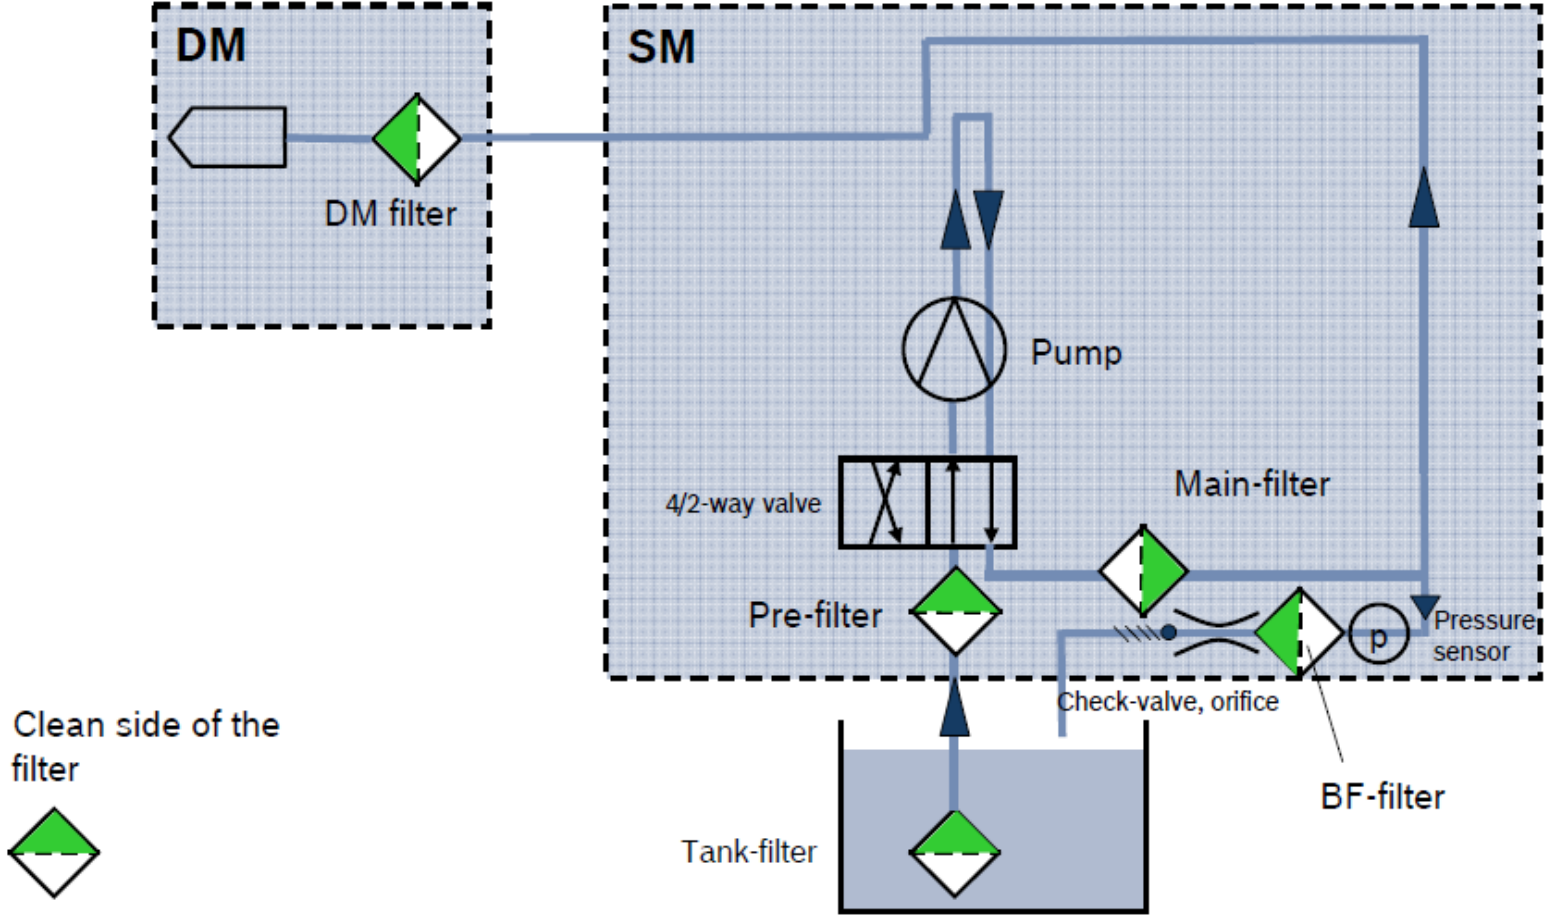 DM
SM
DM filter
Pump
Main-filter
4/2-way valve
Pre-filter
p
Pressure
sensor
Check-valve, orifice
Clean side of the
filter
BF-filter
Tank-filter